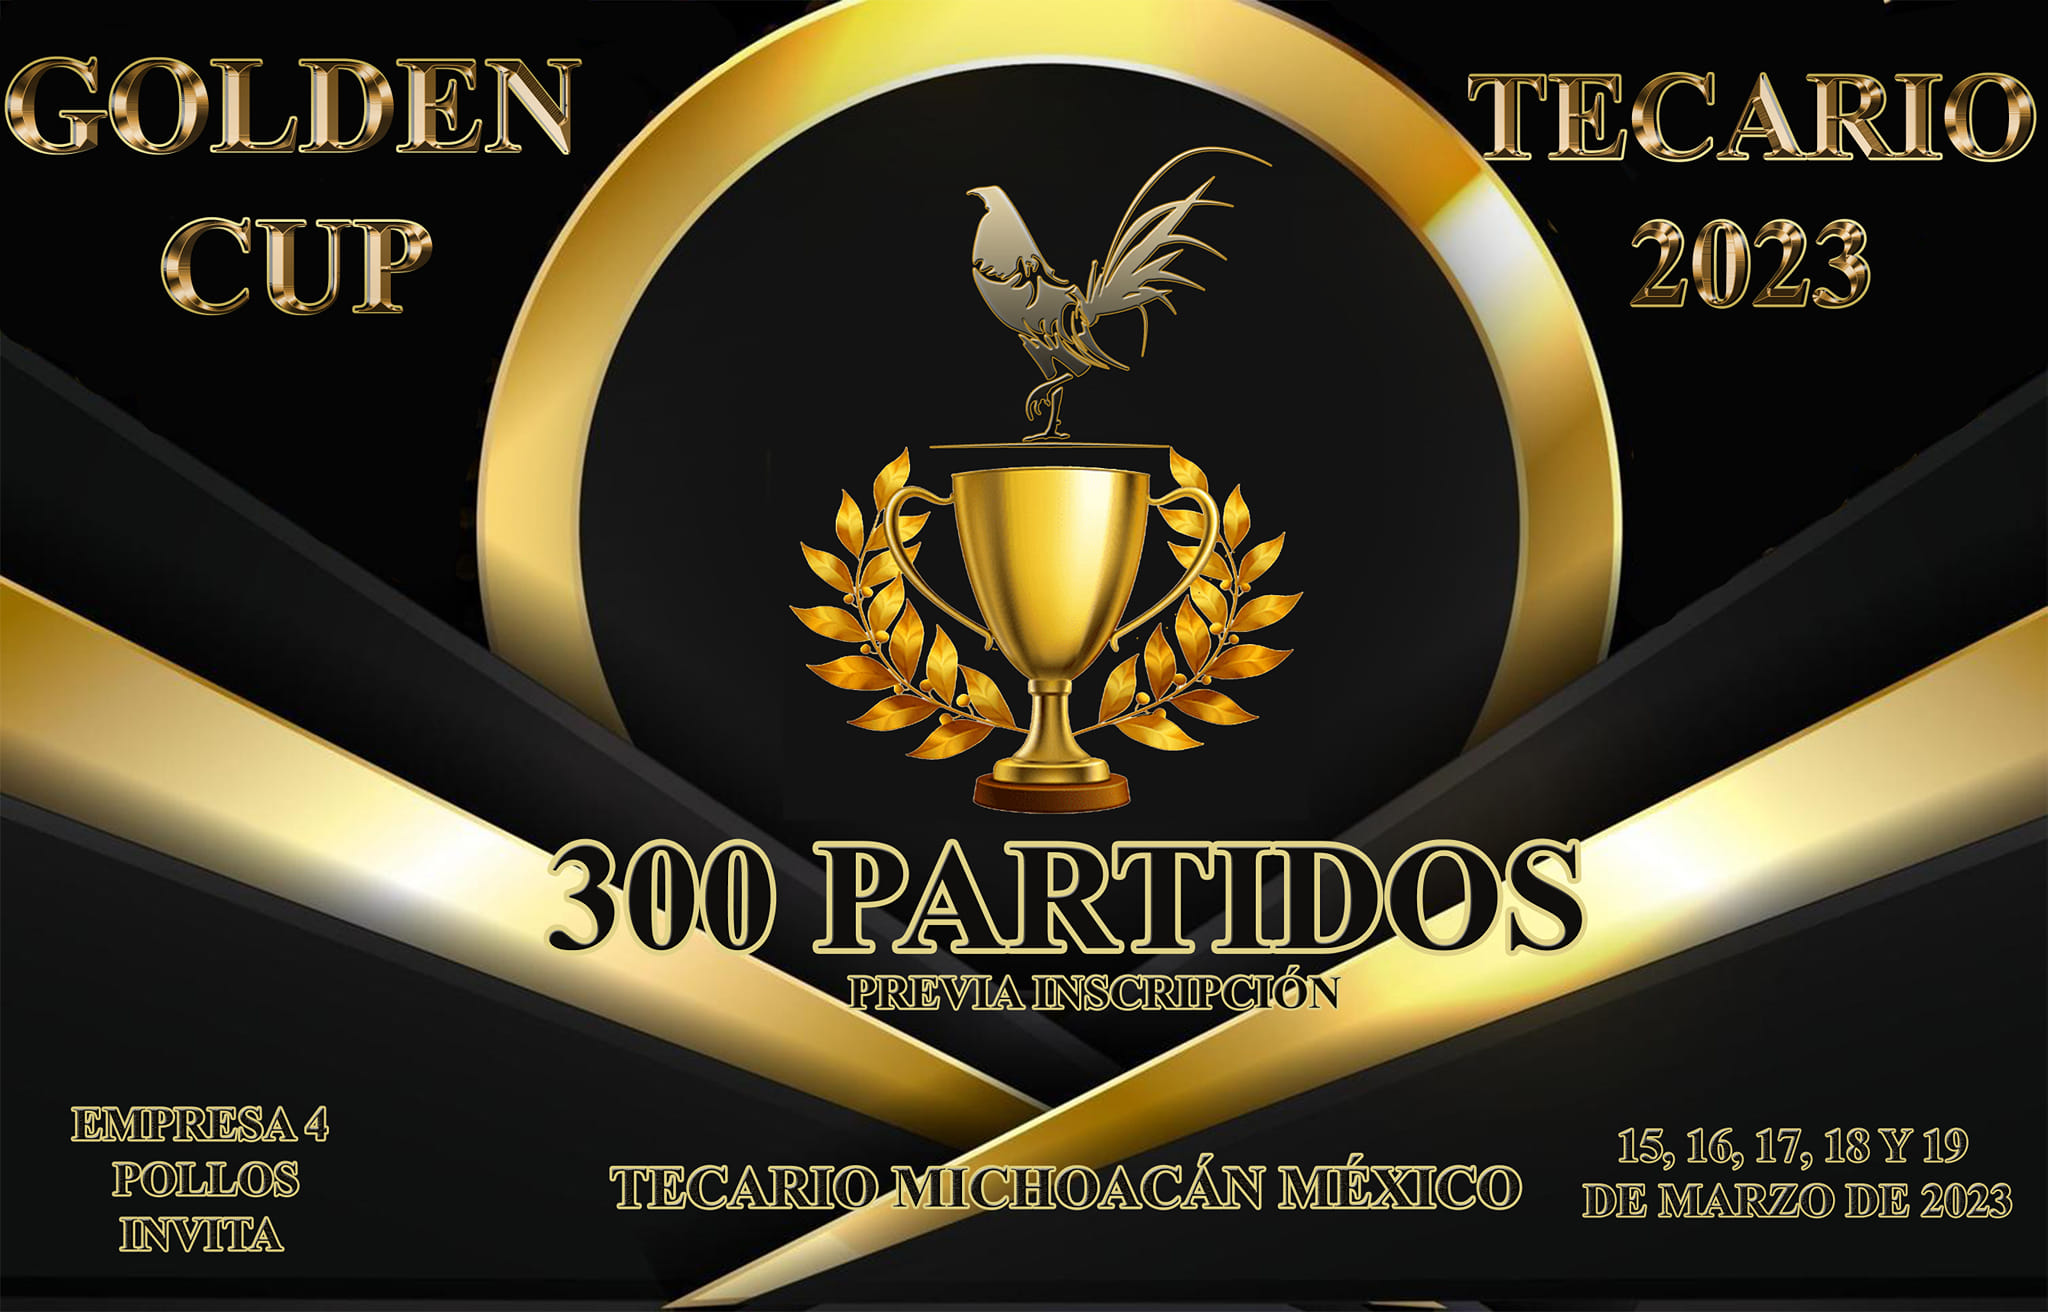 GOLDEN
CUP
TECARIO
2023
300 PARTIDOS
PREVIA INSCRIPCIÓN
EMPRESA 4
POLLOS
INVITA
TECARIO MICHOACÁN MÉXICO
15, 16, 17, 18 Y 19
DE MARZO DE 2023